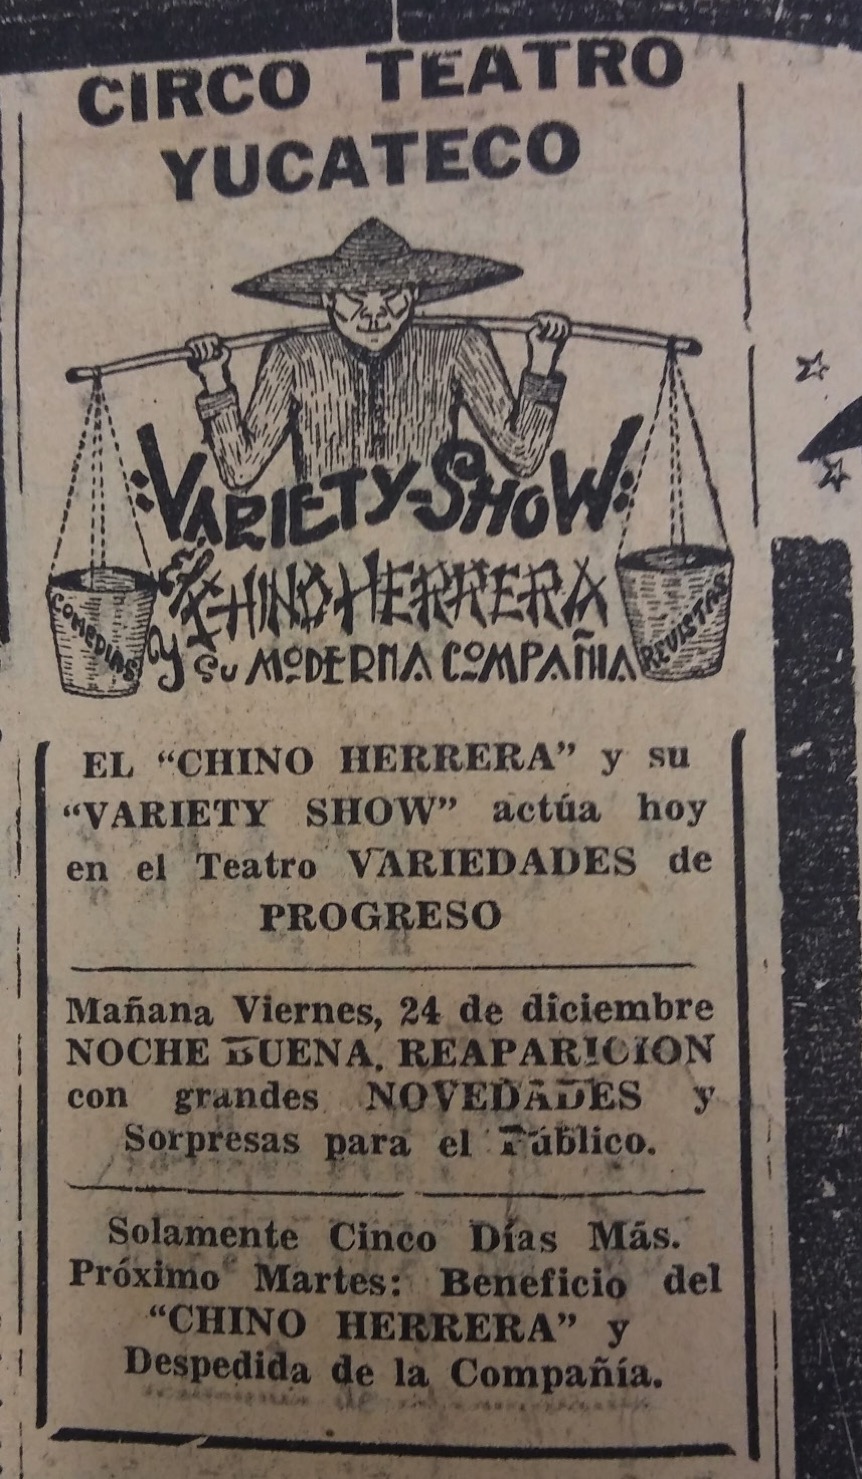 CIRCO TEATRO
YUCATECO
:VARIETY-SHOW:
El CHINO HERRERA
COMEDIAS
REVISTAS
y su MODERNA COMPAÑIA
EL "CHINO HERRERA" y su
"VARIETY SHOW" actúa hoy
en el Teatro VARIEDADES de
PROGRESO
Mañana Viernes, 24 de diciembre
NOCHE BUENA, REAPARICION
con grandes NOVEDADES y
Sorpresas para el Público.
Solamente Cinco Días Más.
Próximo Martes: Beneficio del
"CHINO HERRERA" y
Despedida de la Compañía.